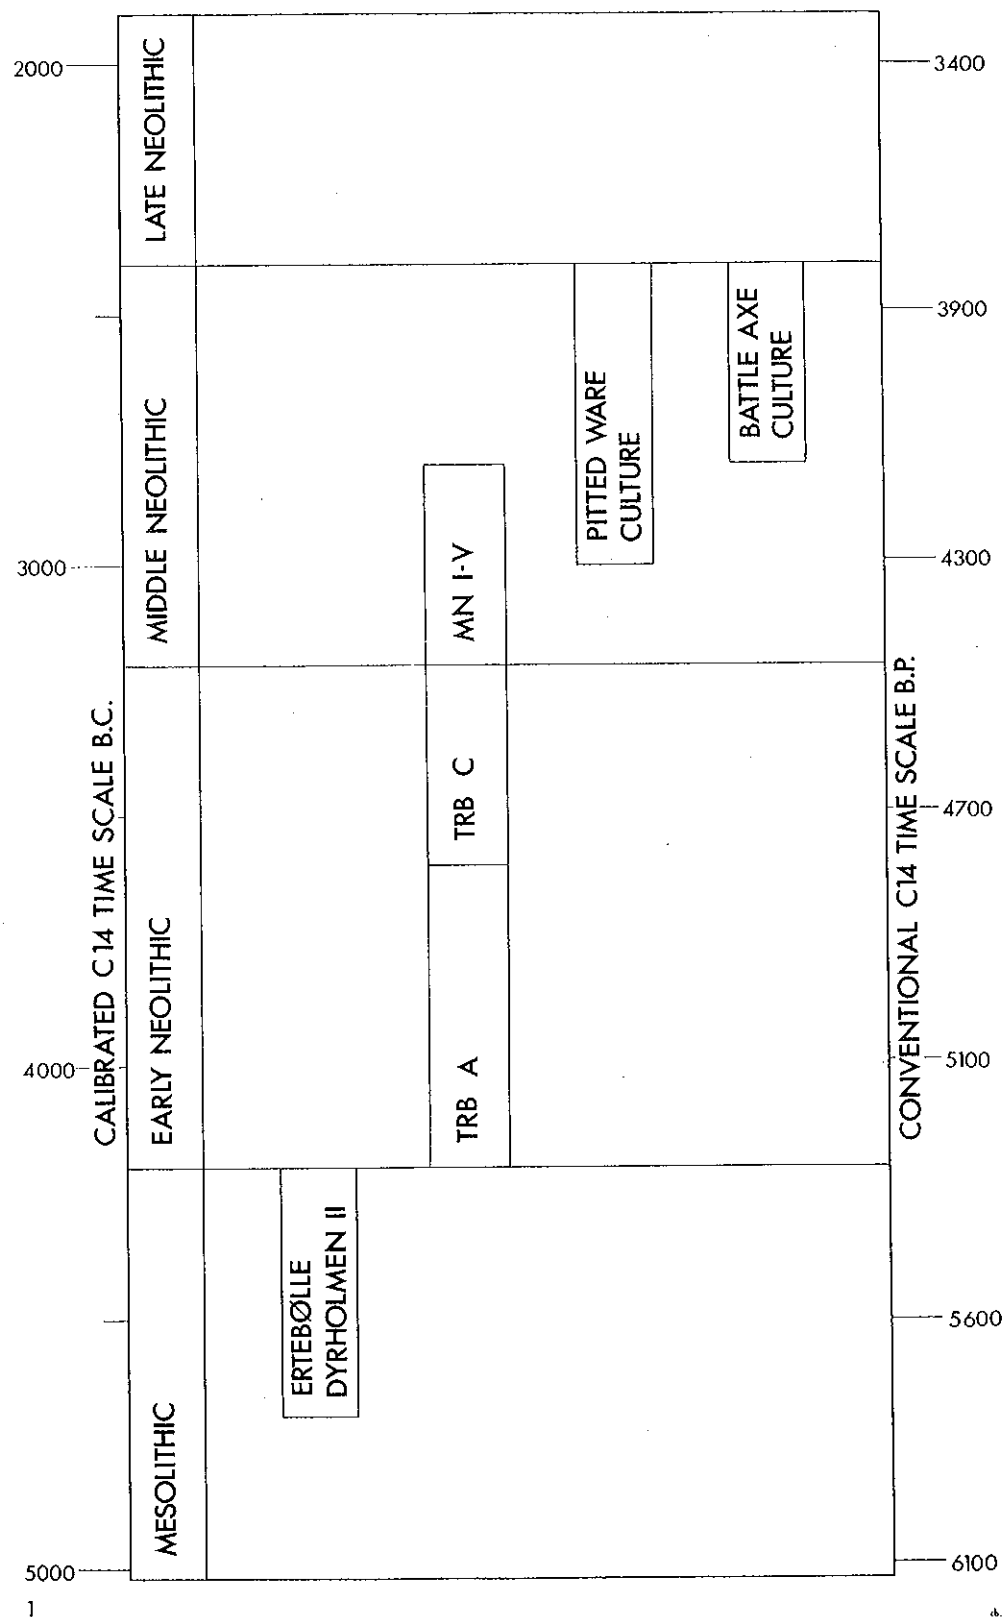 2000
3000
4000
5000
CALIBRATED C14 TIME SCALE B.C.
LATE NEOLITHIC
MIDDLE NEOLITHIC
EARLY NEOLITHIC
MESOLITHIC
ERTEBØLLE
DYRHOLMEN II
TRB A
TRB C
MN I-V
PITTED WARE
CULTURE
BATTLE AXE
CULTURE
CONVENTIONAL C14 TIME SCALE B.P.
3400
3900
4300
4700
5100
5600
6100
1